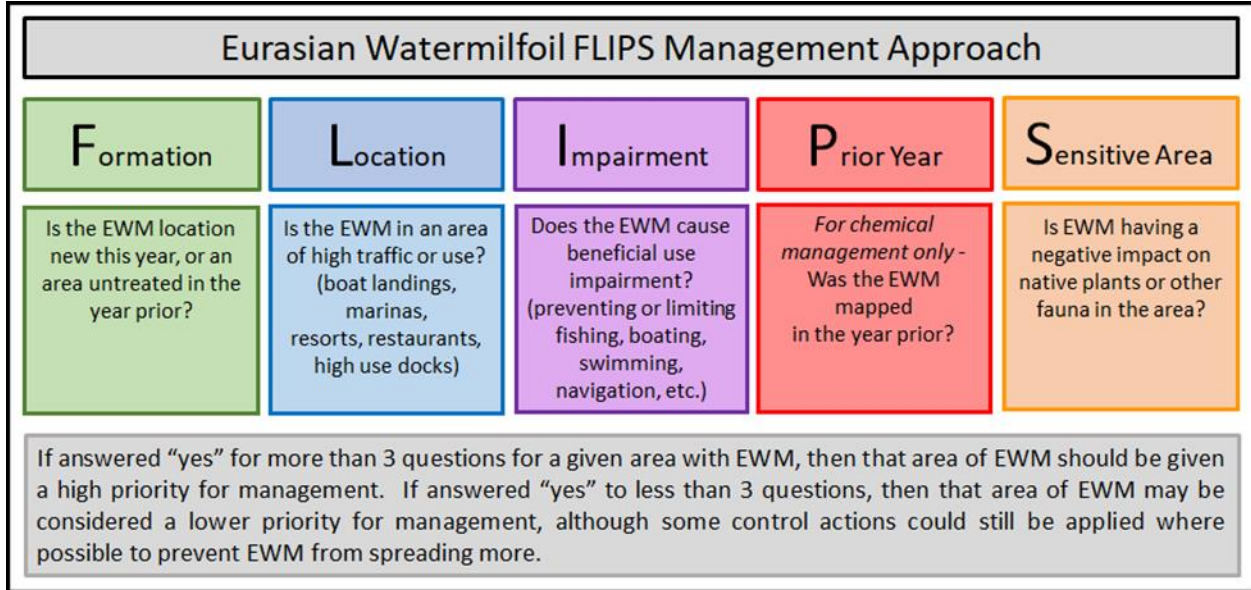 Eurasian Watermilfoil FLIPS Management Approach
Formation
Location
Impairment
Prior Year
Sensitive Area
Is the EWM location
new this year, or an
area untreated in the
year prior?
Is the EWM in an area
of high traffic or use?
(boat landings,
marinas,
resorts, restaurants,
high use docks)
Does the EWM cause
beneficial use
impairment?
(preventing or limiting
fishing, boating,
swimming,
navigation, etc.)
For chemical
management only -
Was the EWM
mapped
in the year prior?
Is EWM having a
negative impact on
native plants or other
fauna in the area?
If answered “yes” for more than 3 questions for a given area with EWM, then that area of EWM should be given
a high priority for management. If answered “yes” to less than 3 questions, then that area of EWM may be
considered a lower priority for management, although some control actions could still be applied where
possible to prevent EWM from spreading more.